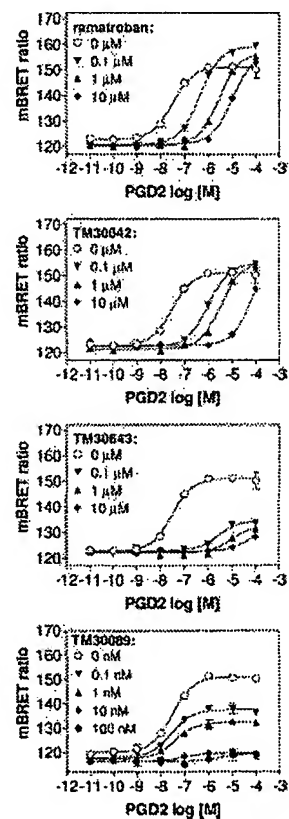 ramatroban:
0 µM
0.1 µM
1 µM
10 µM
mBRET ratio
170
160
150
140
130
120
-12 -11 -10 -9 -8 -7 -6 -5 -4 -3
PGD2 log [M]
TM30642:
0 µM
0.1 µM
1 µM
10 µM
mBRET ratio
170
160
150
140
130
120
-12 -11 -10 -9 -8 -7 -6 -5 -4 -3
PGD2 log [M]
TM30643:
0 µM
0.1 µM
1 µM
10 µM
mBRET ratio
170
160
150
140
130
120
-12 -11 -10 -9 -8 -7 -6 -5 -4 -3
PGD2 log [M]
TM30089:
0 nM
0.1 nM
1 nM
10 nM
100 nM
mBRET ratio
170
160
150
140
130
120
-12 -11 -10 -9 -8 -7 -6 -5 -4 -3
PGD2 log [M]